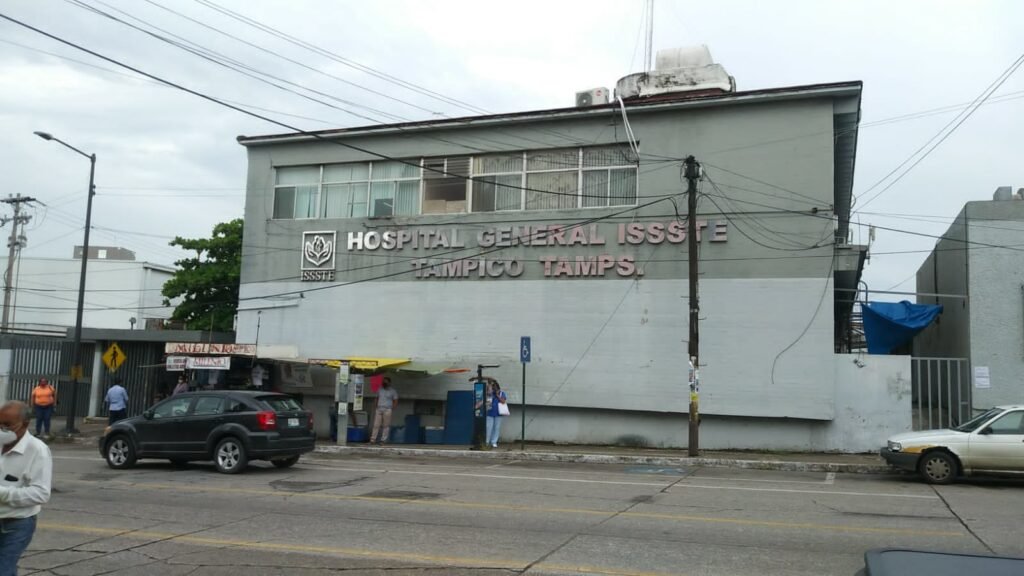 HOSPITAL GENERAL ISSSTE
TAMPICO TAMPS.
ISSSTE